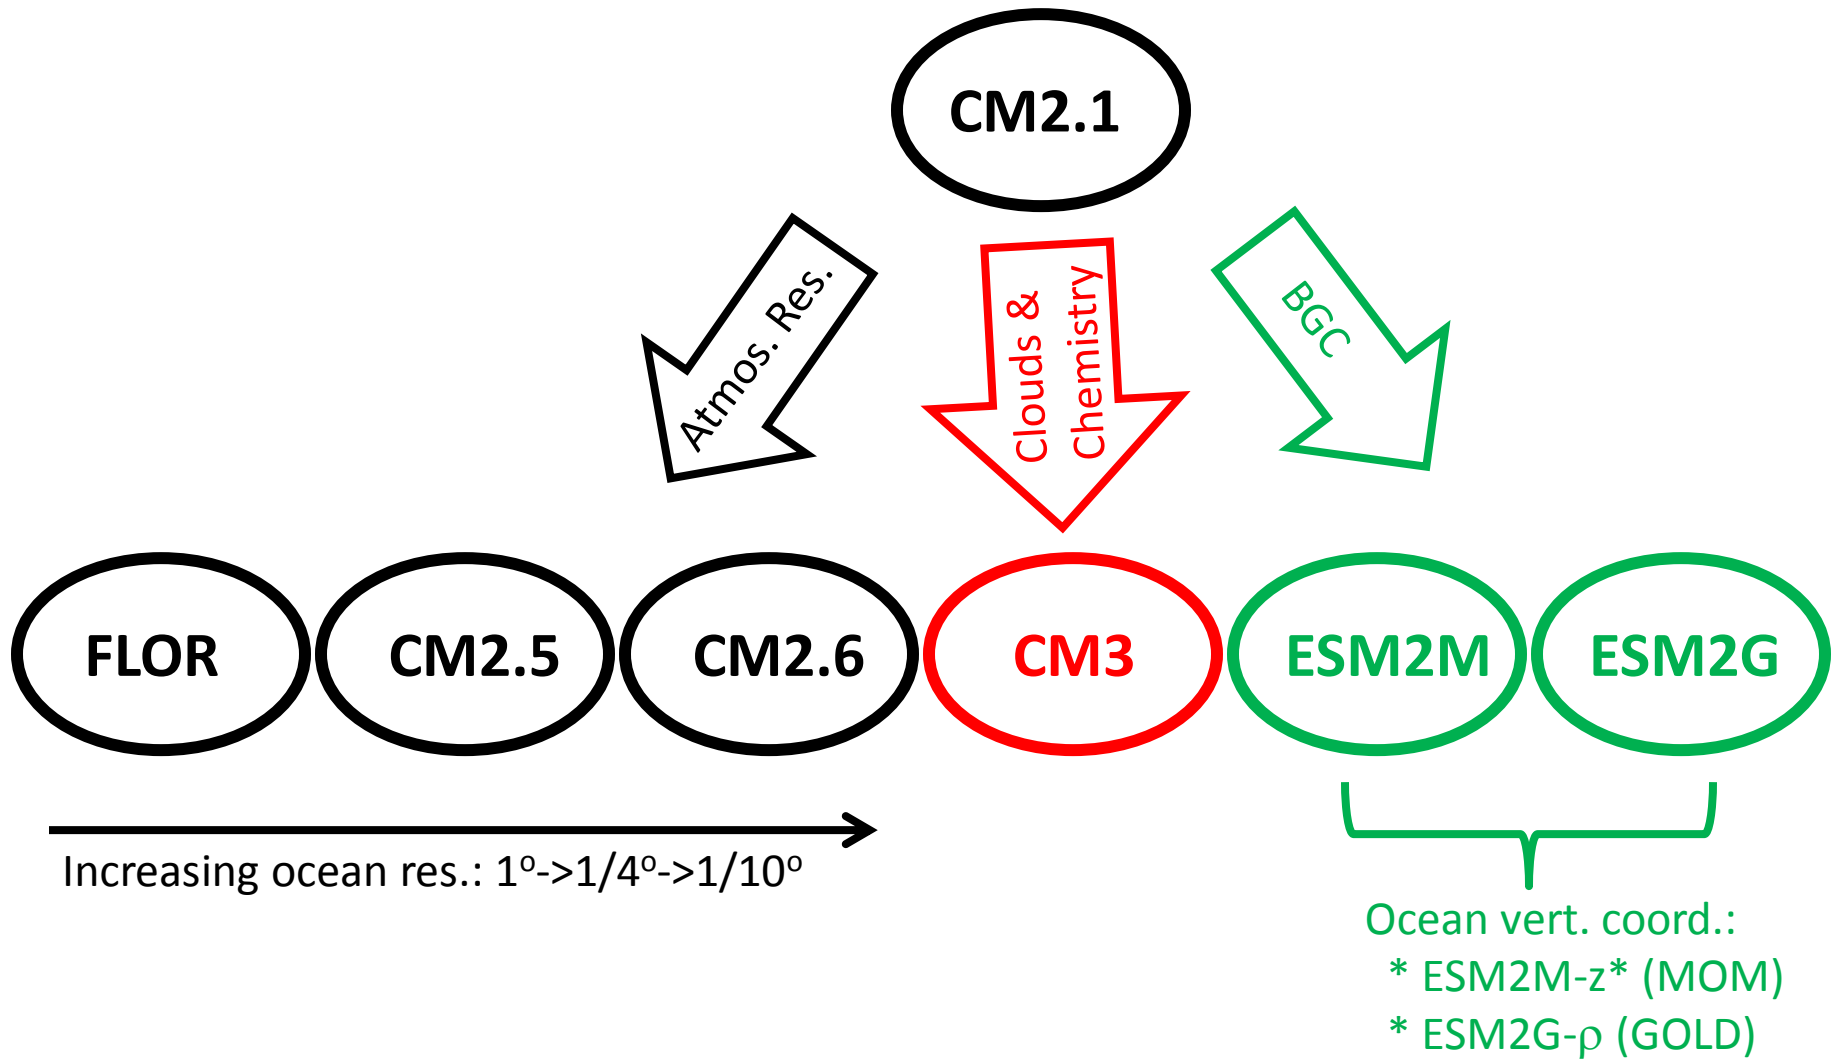 CM2.1
Atmos. Res.
Clouds &
Chemistry
BGC
FLOR
CM2.5
CM2.6
CM3
ESM2M
ESM2G
Increasing ocean res.: 1º->1/4º->1/10º
Ocean vert. coord.:
* ESM2M-z* (MOM)
* ESM2G-ρ (GOLD)